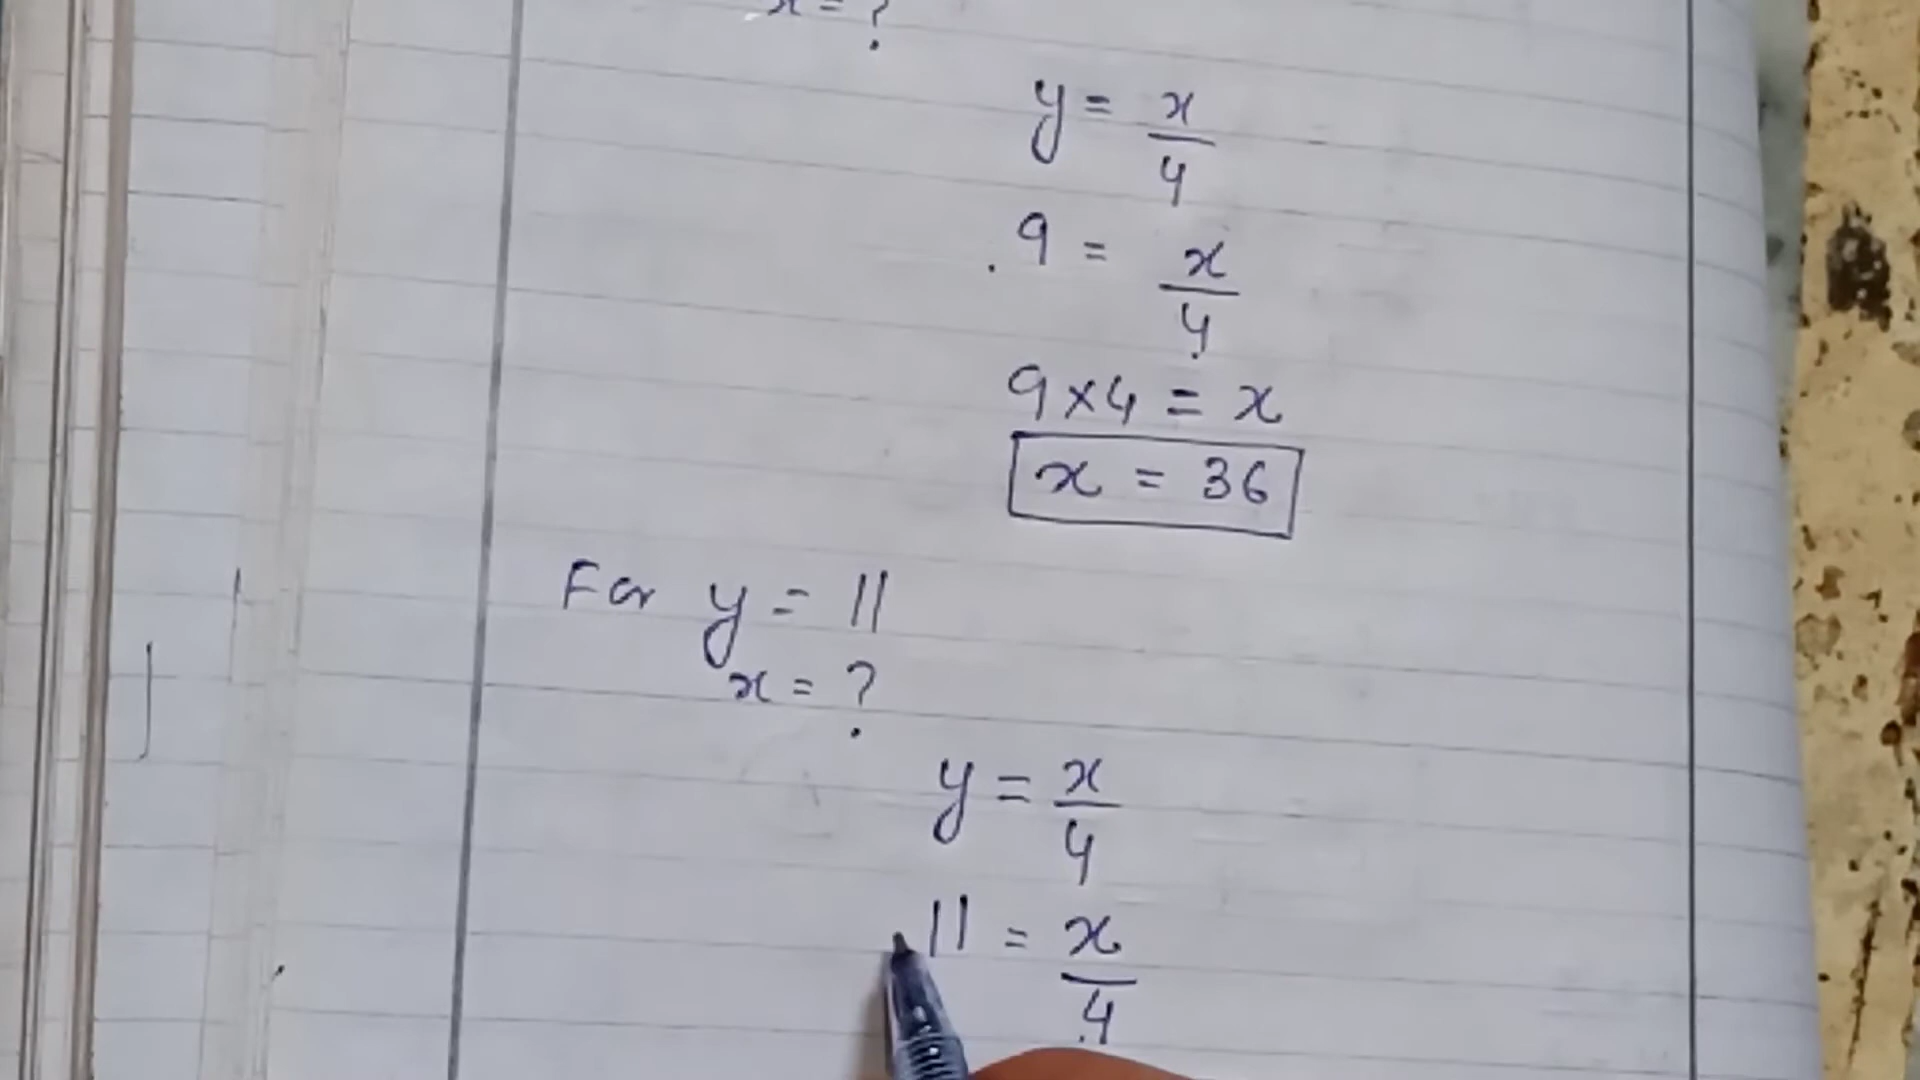 x = ?
y = x/4
9 = x/4
9 × 4 = x
x = 36
For y = 11
x = ?
y = x/4
11 = x/4